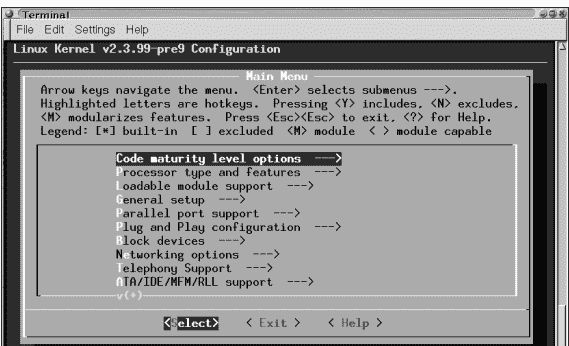 Terminal
File Edit Settings Help
Linux Kernel v2.3.99-pre9 Configuration
Main Menu
Arrow keys navigate the menu. <Enter> selects submenus --->.
Highlighted letters are hotkeys. Pressing <Y> includes, <N> excludes,
<M> modularizes features. Press <Esc><Esc> to exit, <?> for Help.
Legend: [*] built-in [ ] excluded <M> module < > module capable
Code maturity level options --->
Processor type and features --->
Loadable module support --->
General setup --->
Parallel port support --->
Plug and Play configuration --->
Block devices --->
Networking options --->
Telephony Support --->
ATA/IDE/MFM/RLL support --->
v(+)
<Select> < Exit > < Help >